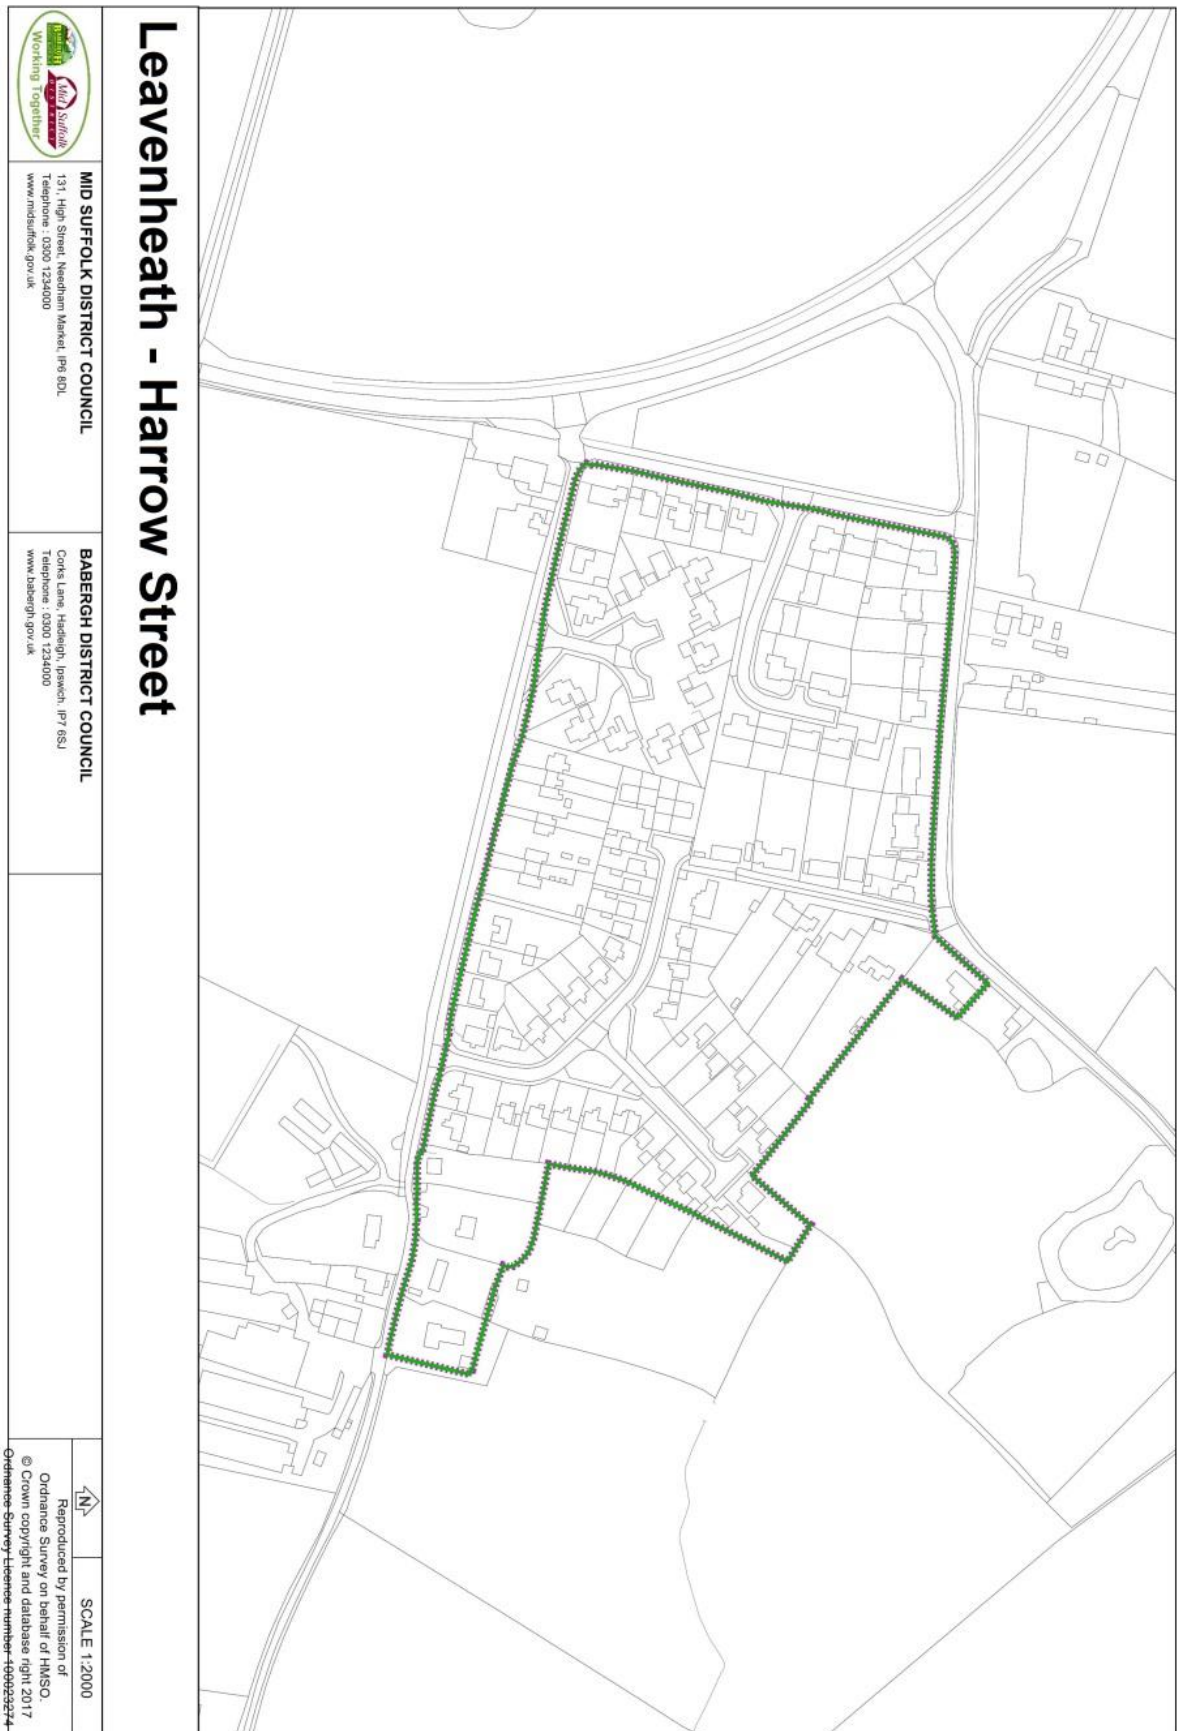 Leavenheath - Harrow Street
BABERGH
Mid Suffolk
DISTRICT
Working Together
MID SUFFOLK DISTRICT COUNCIL
131, High Street, Needham Market, IP6 8DL
Telephone : 0300 1234000
www.midsuffolk.gov.uk
BABERGH DISTRICT COUNCIL
Corks Lane, Hadleigh, Ipswich. IP7 6SJ
Telephone : 0300 1234000
www.babergh.gov.uk
N
SCALE 1:2000
Reproduced by permission of
Ordnance Survey on behalf of HMSO.
© Crown copyright and database right 2017
Ordnance Survey Licence number 100023274